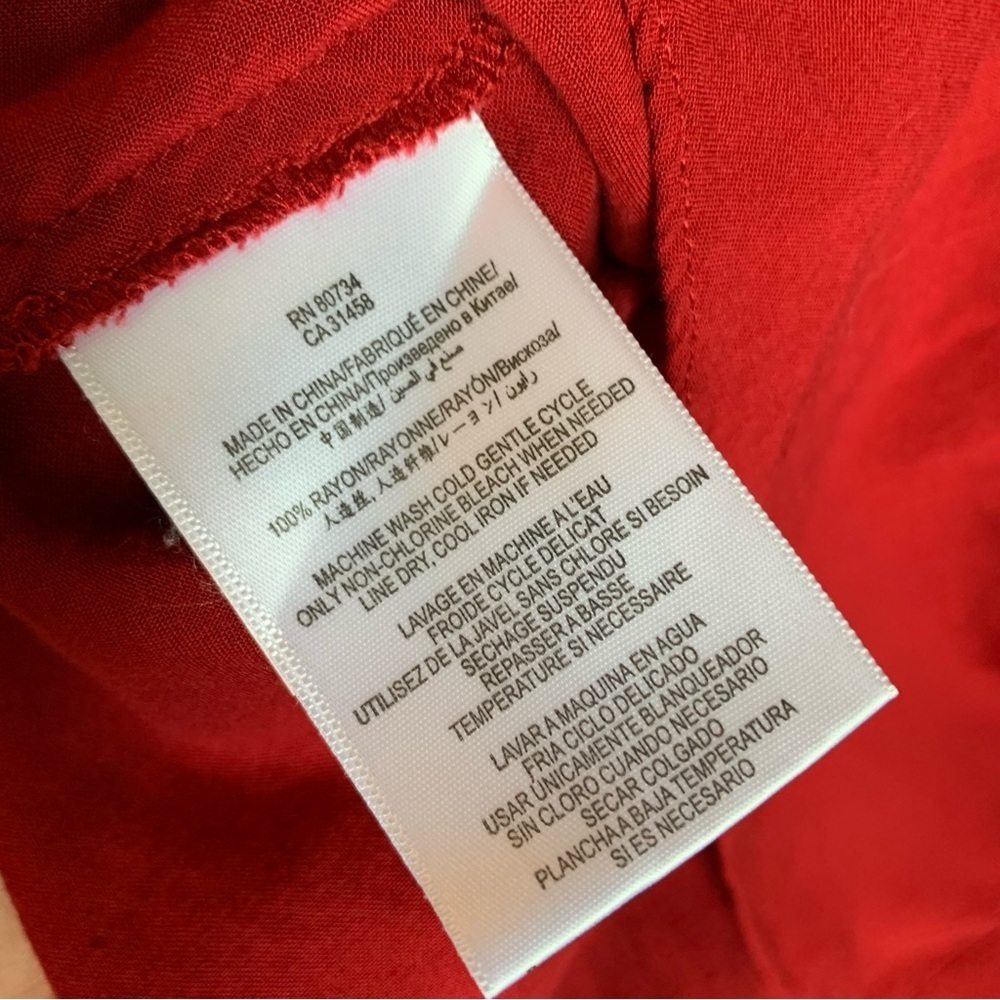 RN 80734
CA 31458
MADE IN CHINA/FABRIQUÉ EN CHINE/
HECHO EN CHINA/Произведено в Китае/
中国制造/ صنع في الصين
100% RAYON/RAYONNE/RAYÓN/Вискоза/
人造丝, 人造纤维/レーヨン/ رايون
MACHINE WASH COLD GENTLE CYCLE
ONLY NON-CHLORINE BLEACH WHEN NEEDED
LINE DRY, COOL IRON IF NEEDED
LAVAGE EN MACHINE A L'EAU
FROIDE CYCLE DELICAT
UTILISEZ DE LA JAVEL SANS CHLORE SI BESOIN
SECHAGE SUSPENDU
REPASSER A BASSE
TEMPERATURE SI NECESSAIRE
LAVAR A MAQUINA EN AGUA
FRIA CICLO DELICADO
USAR ÚNICAMENTE BLANQUEADOR
SIN CLORO CUANDO NECESARIO
SECAR COLGADO
PLANCHA A BAJA TEMPERATURA
SI ES NECESARIO